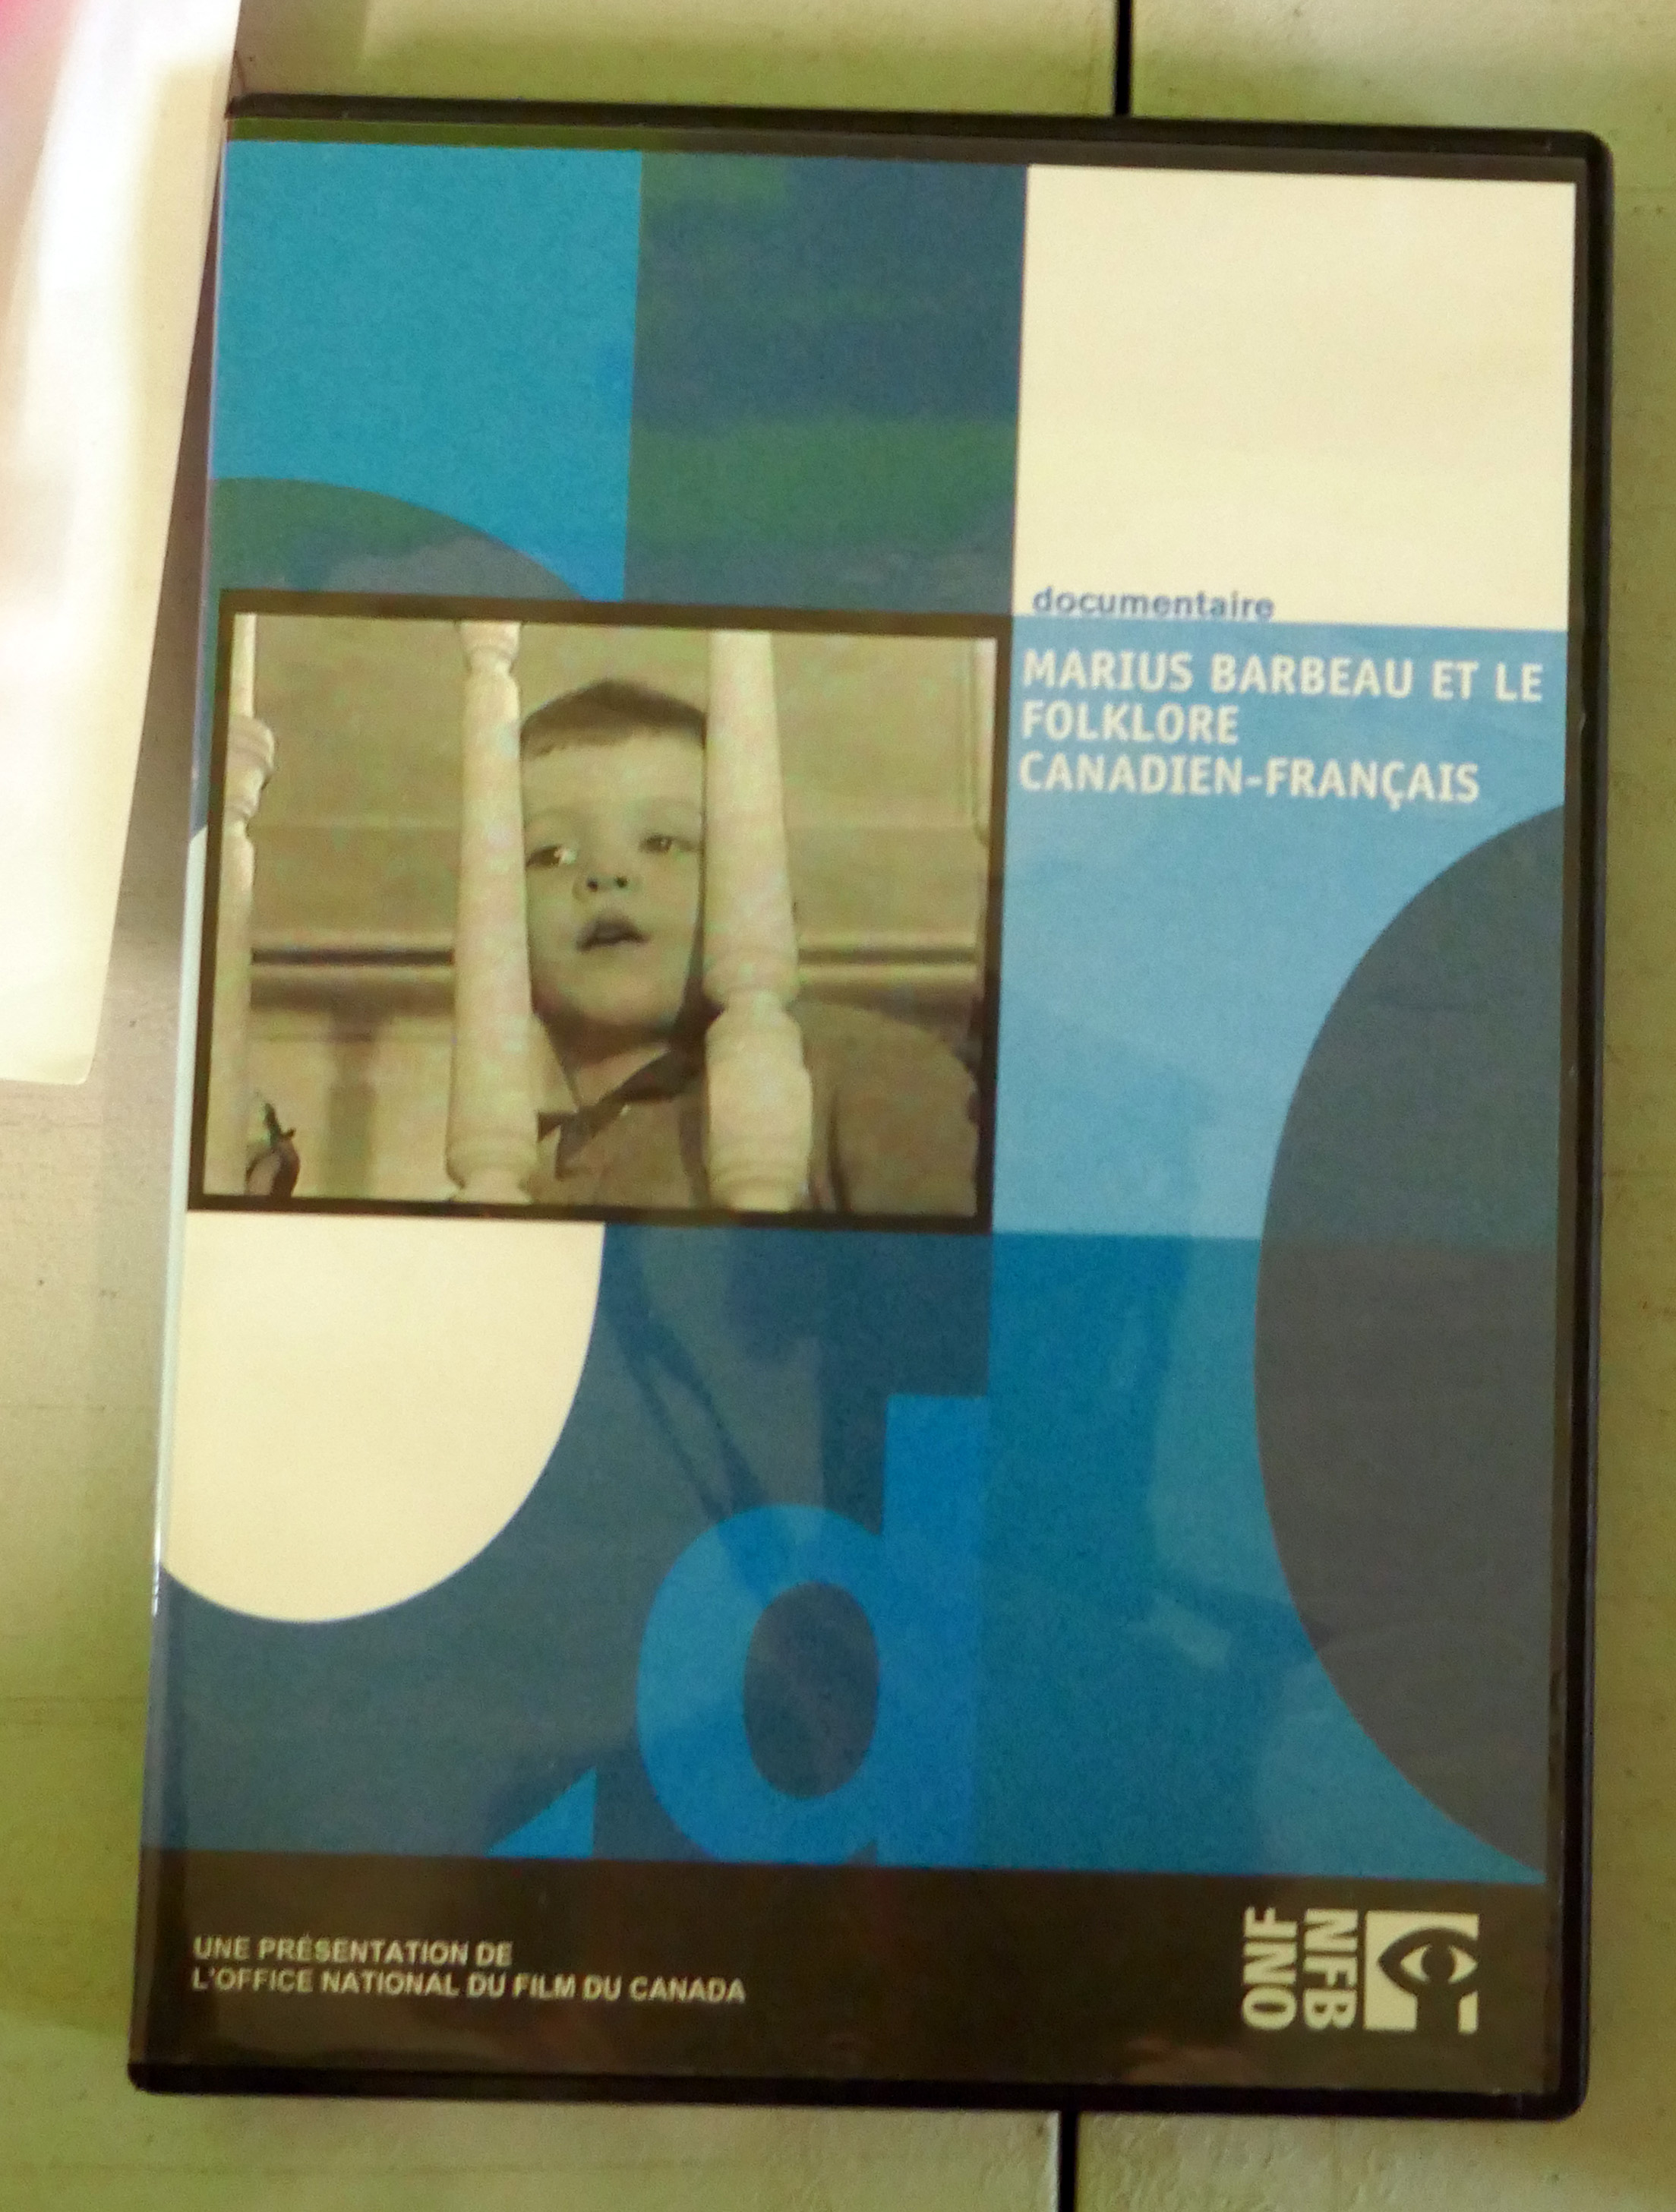 documentaire
MARIUS BARBEAU ET LE
FOLKLORE
CANADIEN-FRANÇAIS
d
UNE PRÉSENTATION DE
L'OFFICE NATIONAL DU FILM DU CANADA
ONF
NFB